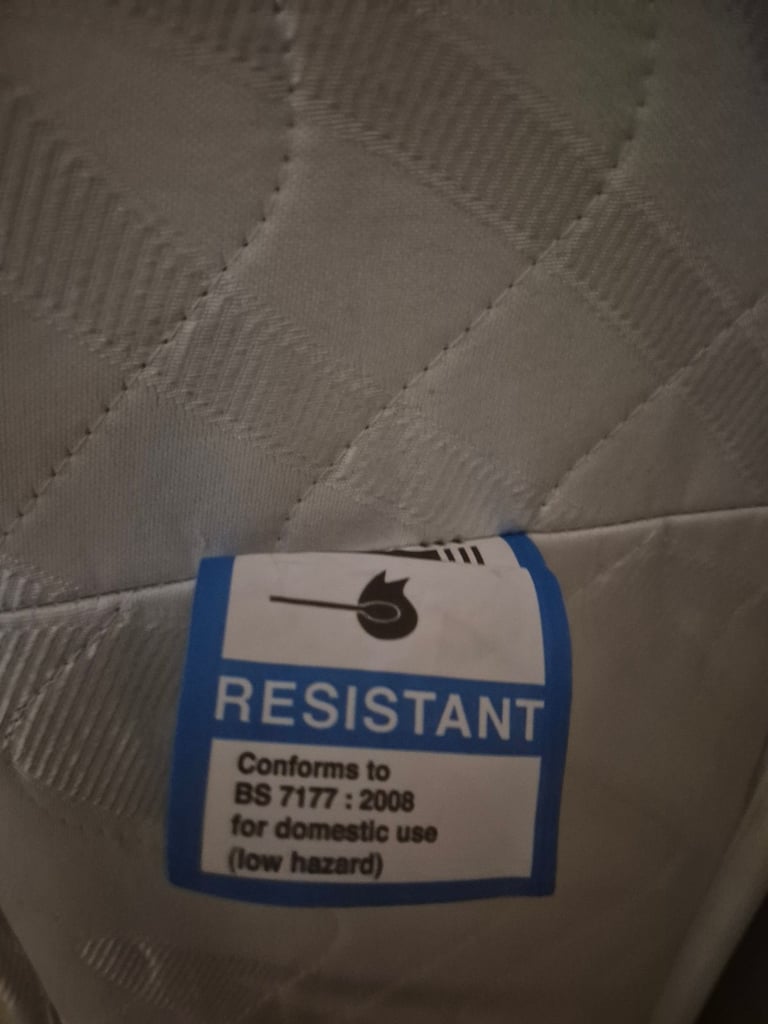 RESISTANT
Conforms to
BS 7177 : 2008
for domestic use
(low hazard)